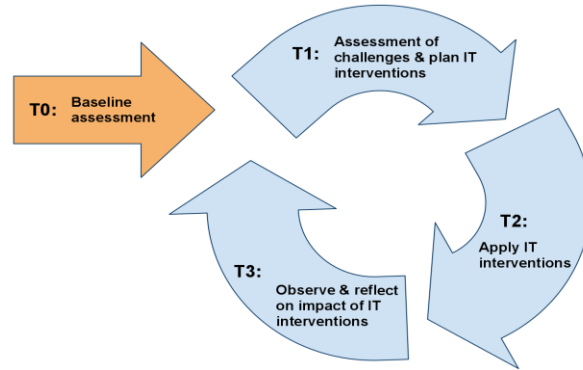 T0: Baseline
assessment
T1: Assessment of
challenges & plan IT
interventions
T2:
Apply IT
interventions
T3:
Observe & reflect
on impact of IT
interventions